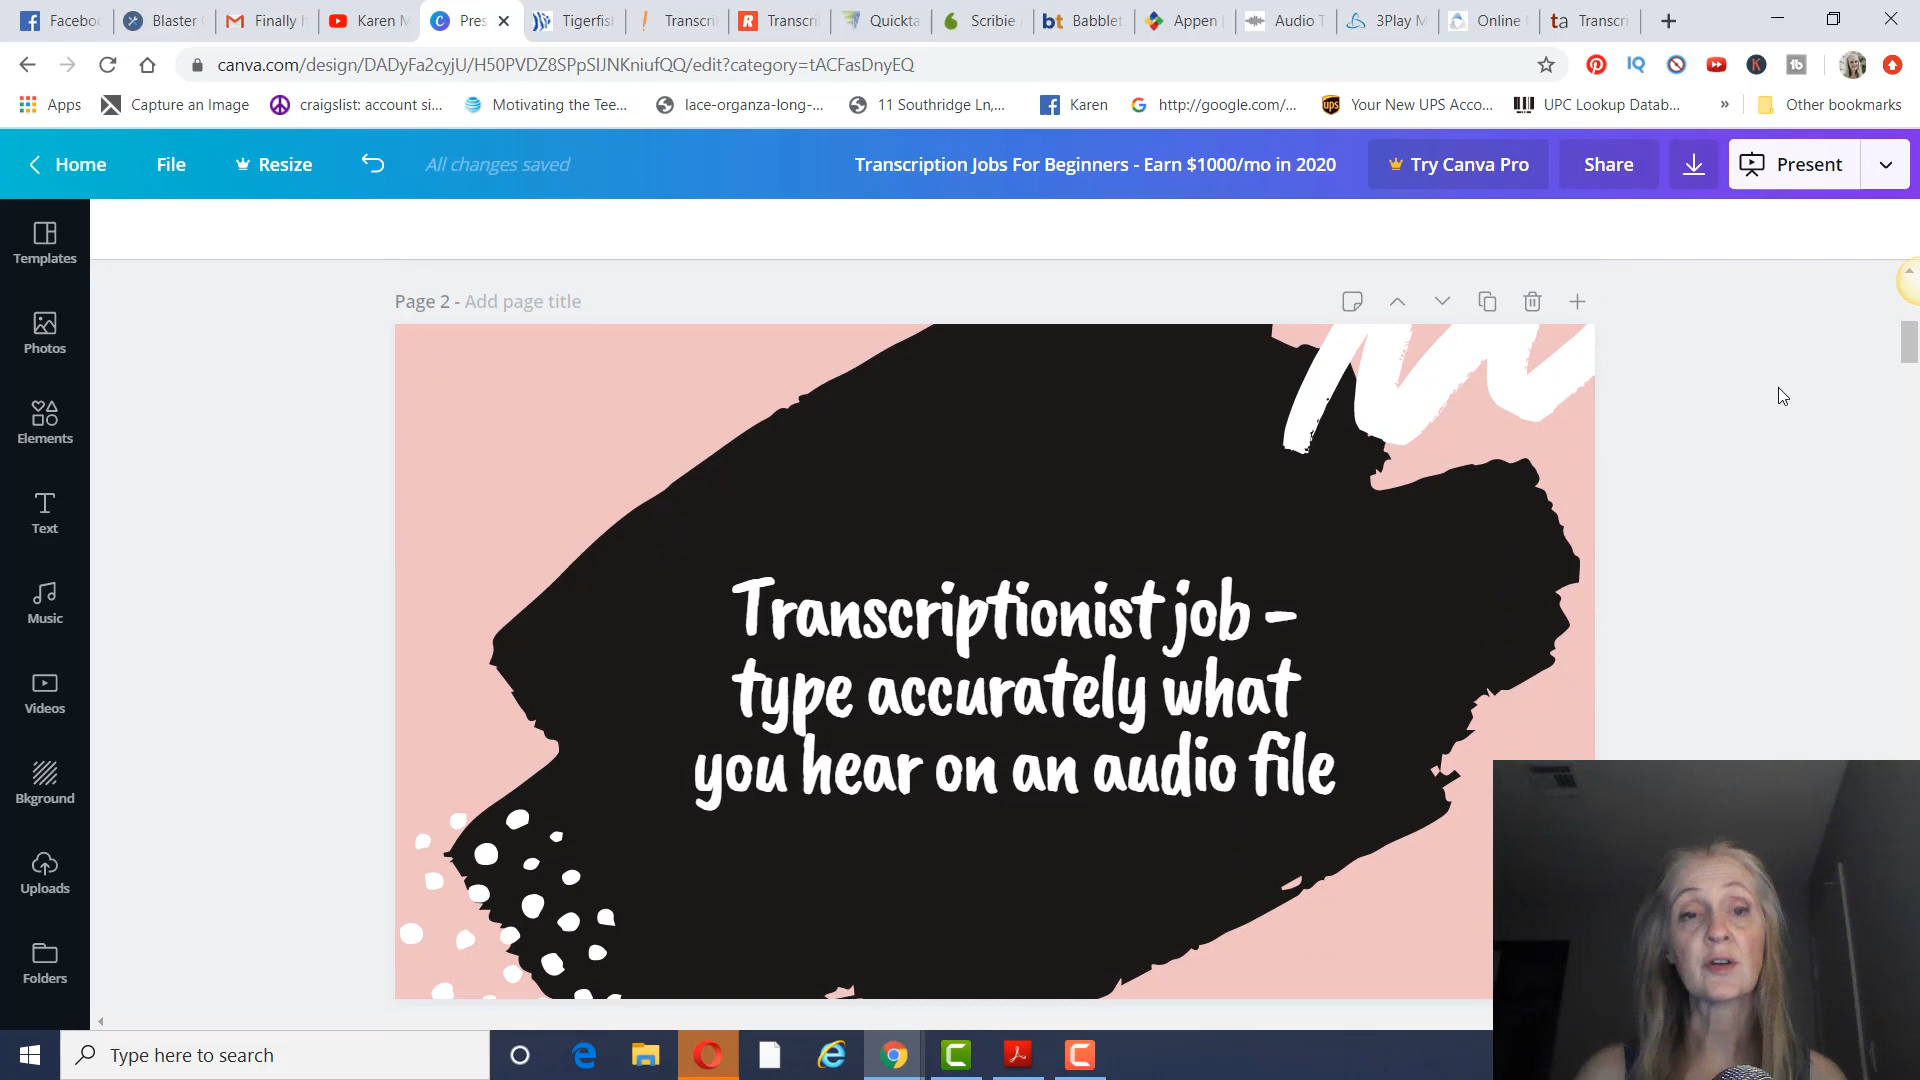 Facebo
Blaster
Finally h
Karen M
Pres
Tigerfis
Transcri
Transcri
Quickta
Scribie
Babblet
Appen
Audio T
3Play M
Online
ta Transcri
canva.com/design/DADyFa2cyjU/H50PVDZ8SPpSIJNKniufQQ/edit?category=tACFasDnyEQ
Apps
Capture an Image
craigslist: account si...
Motivating the Tee...
lace-organza-long-...
11 Southridge Ln,...
Karen
http://google.com/...
Your New UPS Acco...
UPC Lookup Datab...
»
Other bookmarks
Home
File
Resize
All changes saved
Transcription Jobs For Beginners - Earn $1000/mo in 2020
Try Canva Pro
Share
Present
Templates
Photos
Elements
Text
Music
Videos
Bkground
Uploads
Folders
Page 2 - Add page title
Transcriptionist job -
type accurately what
you hear on an audio file
Type here to search